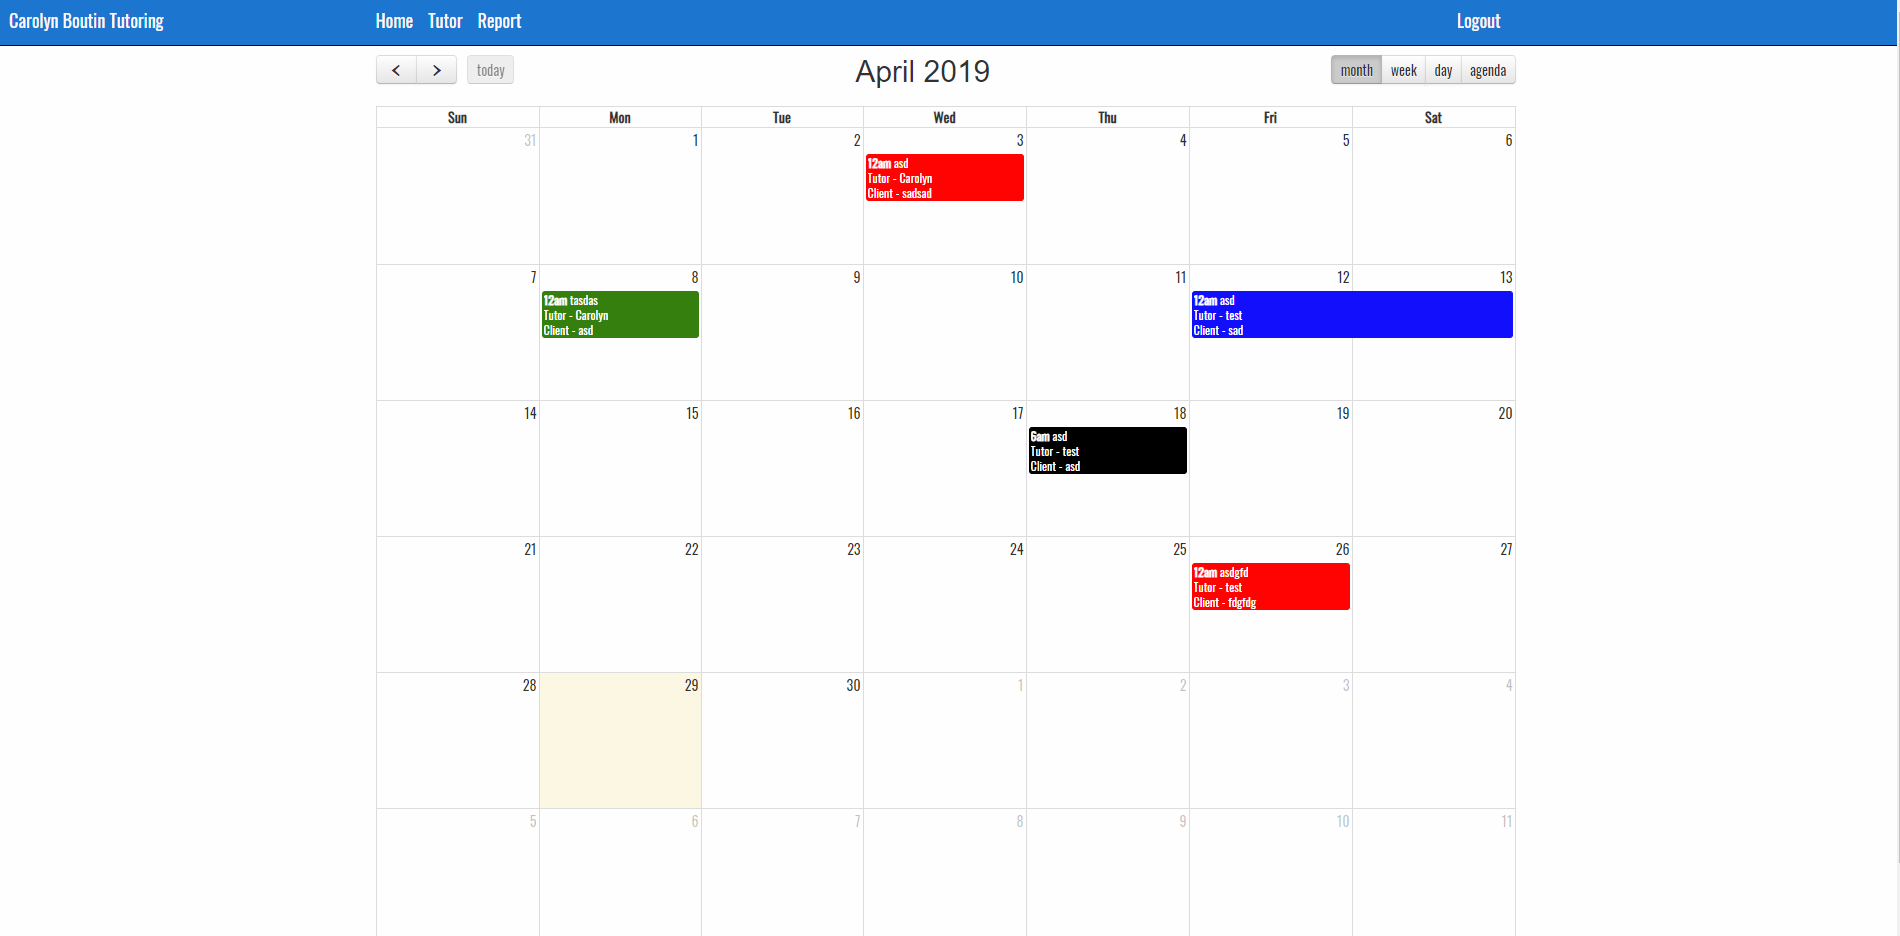 Carolyn Boutin Tutoring Home Tutor Report Logout
today April 2019 month week day agenda
Sun Mon Tue Wed Thu Fri Sat
31 1 2 3 4 5 6
12am asd
Tutor - Carolyn
Client - sadsad
7 8 9 10 11 12 13
12am tasdas
Tutor - Carolyn
Client - asd
12am asd
Tutor - test
Client - sad
14 15 16 17 18 19 20
6am asd
Tutor - test
Client - asd
21 22 23 24 25 26 27
12am asdgfd
Tutor - test
Client - fdgfdg
28 29 30 1 2 3 4
5 6 7 8 9 10 11